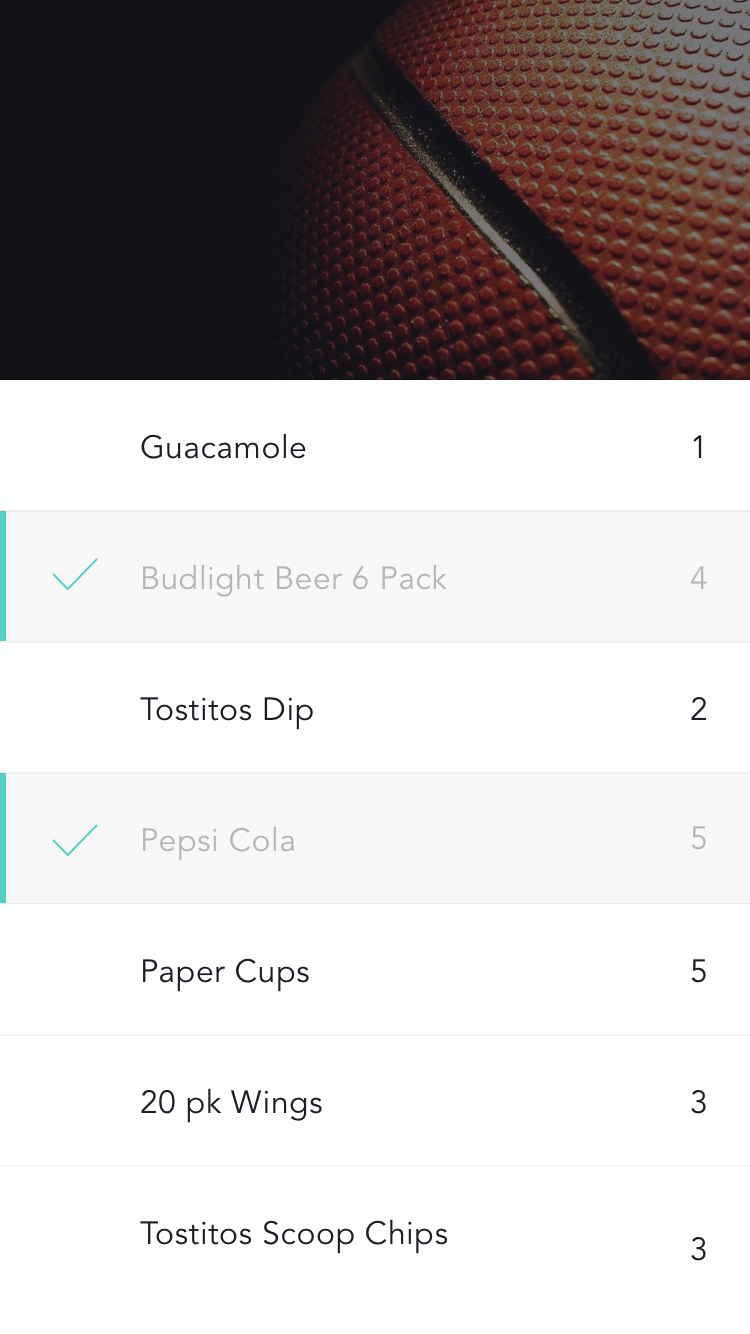 Guacamole 1
Budlight Beer 6 Pack 4
Tostitos Dip 2
Pepsi Cola 5
Paper Cups 5
20 pk Wings 3
Tostitos Scoop Chips 3